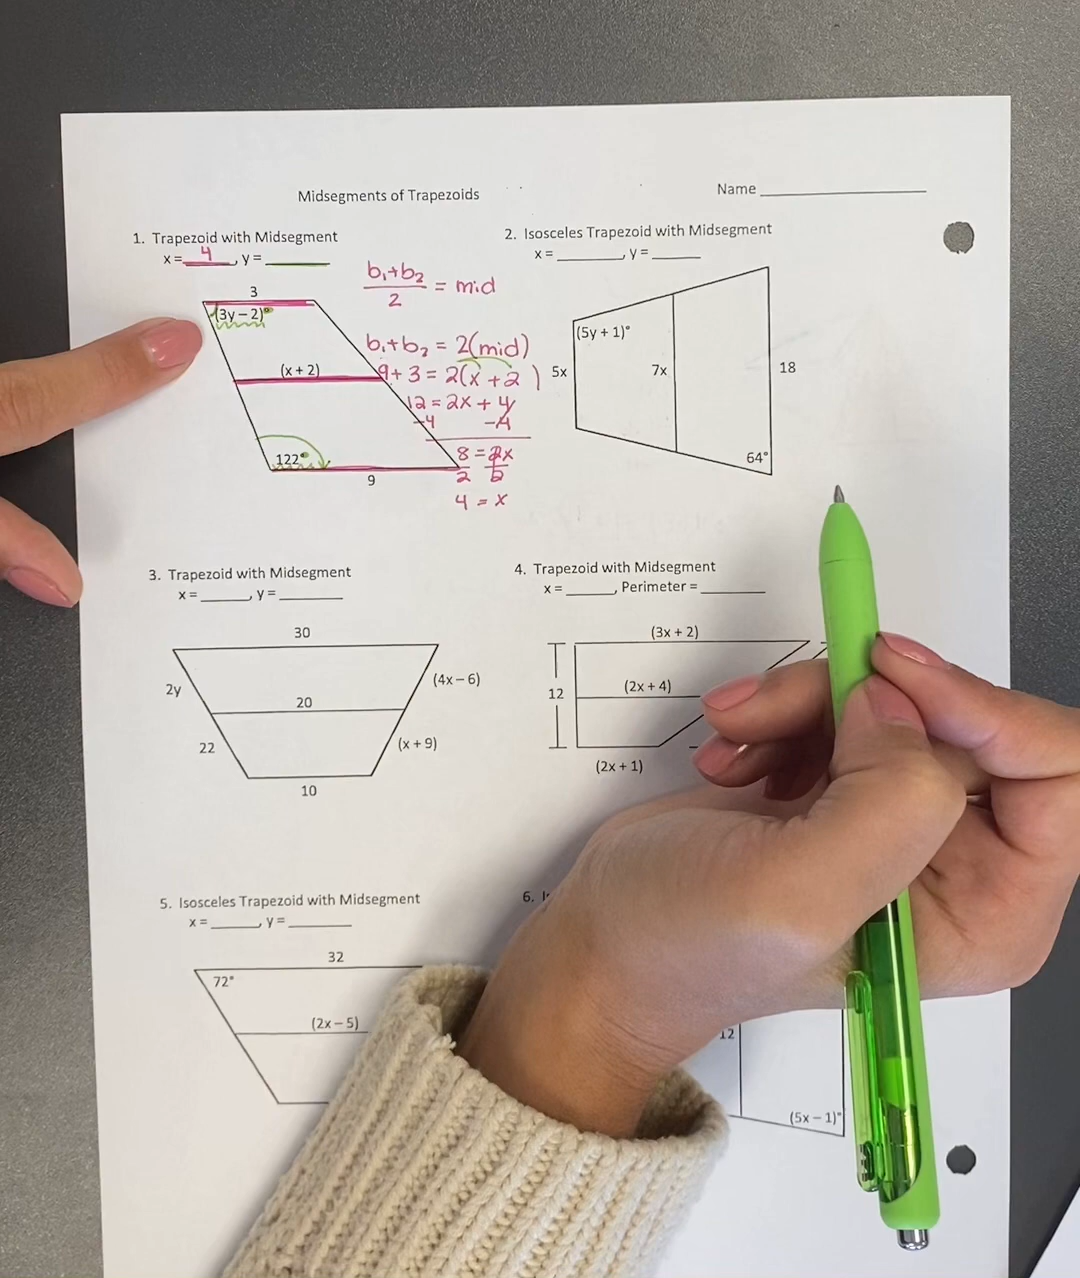 Midsegments of Trapezoids
Name
1. Trapezoid with Midsegment
x = 4, y =
3
(3y – 2)°
(x + 2)
122°
9
b₁+b₂
2
= mid
b₁+b₂ = 2(mid)
9+3 = 2(x+2)
12 = 2x + 4
-4 -4
8 = 2x
2 2
4 = x
2. Isosceles Trapezoid with Midsegment
x = , y =
(5y + 1)°
5x
7x
18
64°
3. Trapezoid with Midsegment
x = , y =
30
2y
(4x – 6)
20
22
(x + 9)
10
4. Trapezoid with Midsegment
x = , Perimeter =
(3x + 2)
12
(2x + 4)
(2x + 1)
5. Isosceles Trapezoid with Midsegment
x = , y =
32
72°
(2x – 5)
6.
12
(5x – 1)°